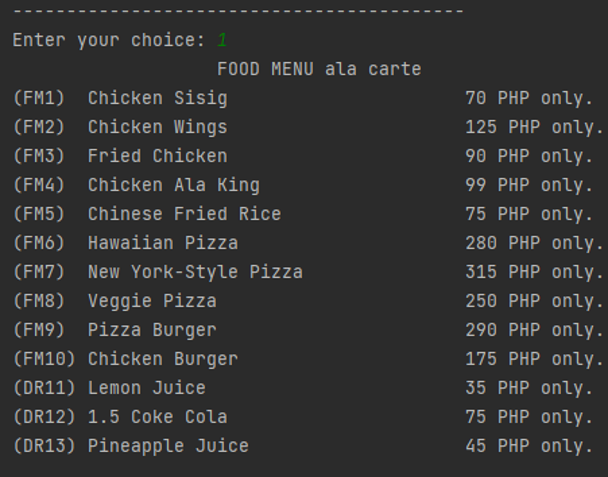 ------------------------------------------
Enter your choice: 1
FOOD MENU ala carte
(FM1) Chicken Sisig 70 PHP only.
(FM2) Chicken Wings 125 PHP only.
(FM3) Fried Chicken 90 PHP only.
(FM4) Chicken Ala King 99 PHP only.
(FM5) Chinese Fried Rice 75 PHP only.
(FM6) Hawaiian Pizza 280 PHP only.
(FM7) New York-Style Pizza 315 PHP only.
(FM8) Veggie Pizza 250 PHP only.
(FM9) Pizza Burger 290 PHP only.
(FM10) Chicken Burger 175 PHP only.
(DR11) Lemon Juice 35 PHP only.
(DR12) 1.5 Coke Cola 75 PHP only.
(DR13) Pineapple Juice 45 PHP only.